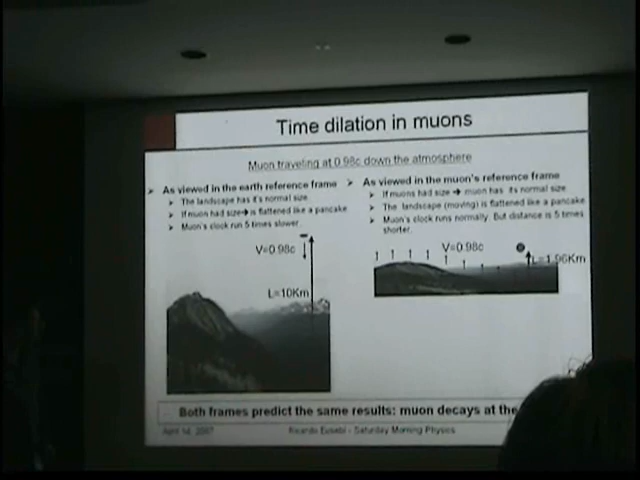 Time dilation in muons
Muon traveling at 0.98c down the atmosphere
As viewed in the earth reference frame
The landscape has it's normal size.
If muon had size→ is flattened like a pancake
Muon's clock run 5 times slower.
V=0.98c
L=10Km
As viewed in the muon's reference frame
If muons had size → muon has its normal size
The landscape (moving) is flattened like a pancake
Muon's clock runs normally. But distance is 5 times
shorter.
V=0.98c
L=1.96Km
Both frames predict the same results: muon decays at the
April 14, 2007
Ricardo Eusebi - Saturday Morning Physics